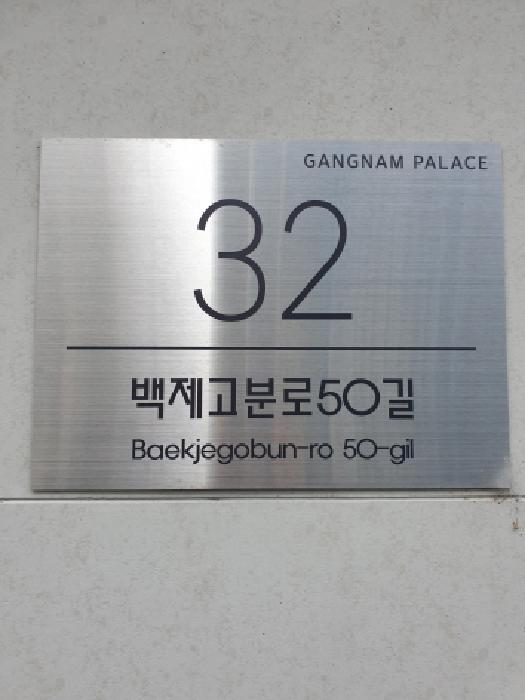 GANGNAM PALACE
32
백제고분로50길
Baekjegobun-ro 50-gil